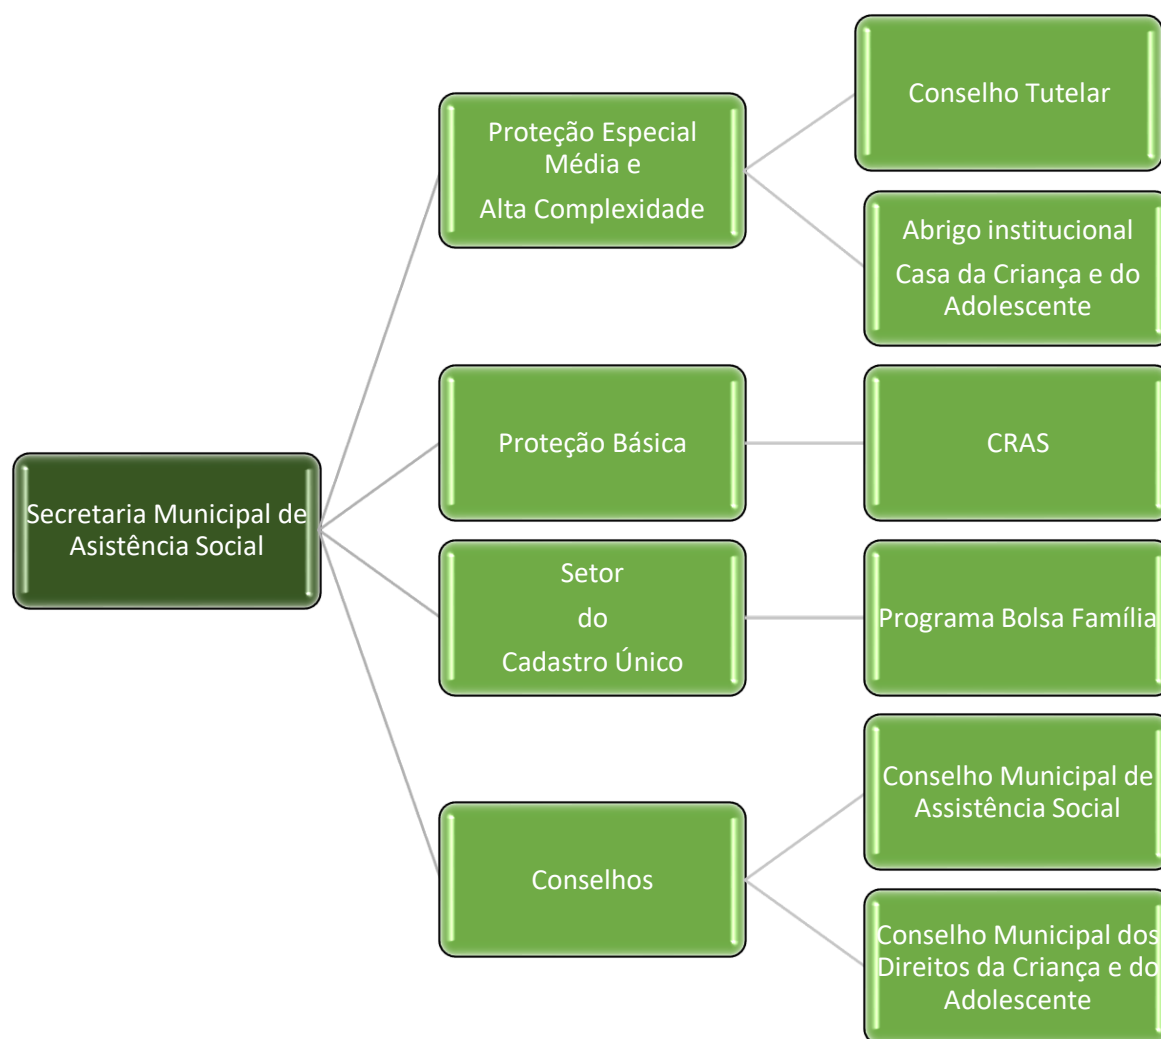 Secretaria Municipal de
Asistência Social
Proteção Especial
Média e
Alta Complexidade
Conselho Tutelar
Abrigo institucional
Casa da Criança e do
Adolescente
Proteção Básica
CRAS
Setor
do
Cadastro Único
Programa Bolsa Família
Conselhos
Conselho Municipal de
Assistência Social
Conselho Municipal dos
Direitos da Criança e do
Adolescente